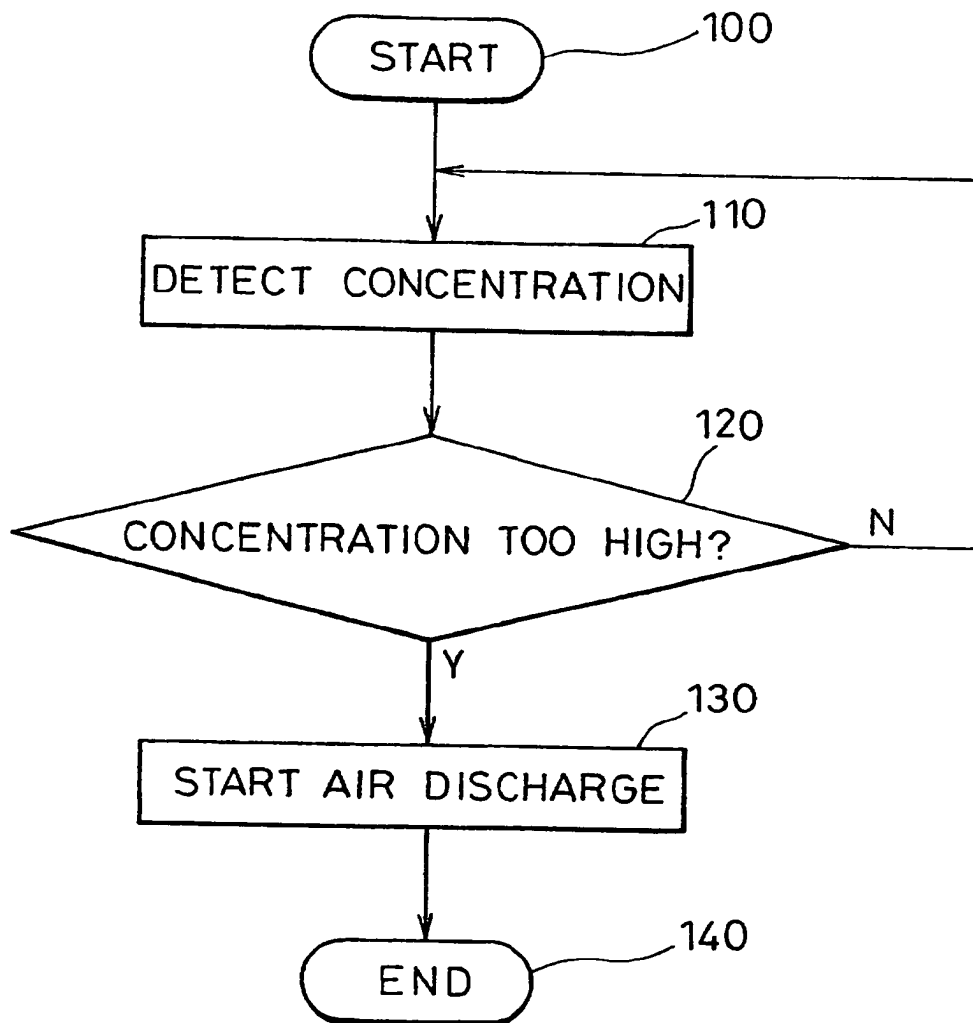 START
100
110
DETECT CONCENTRATION
120
CONCENTRATION TOO HIGH?
N
Y
130
START AIR DISCHARGE
140
END